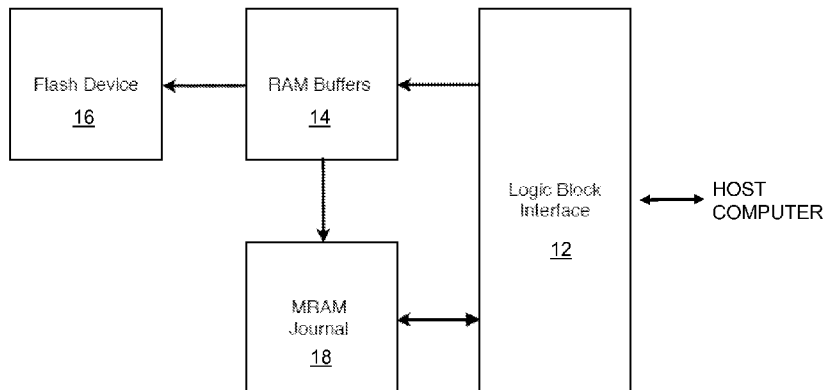 Flash Device
16
RAM Buffers
14
Logic Block
Interface
12
HOST
COMPUTER
MRAM
Journal
18